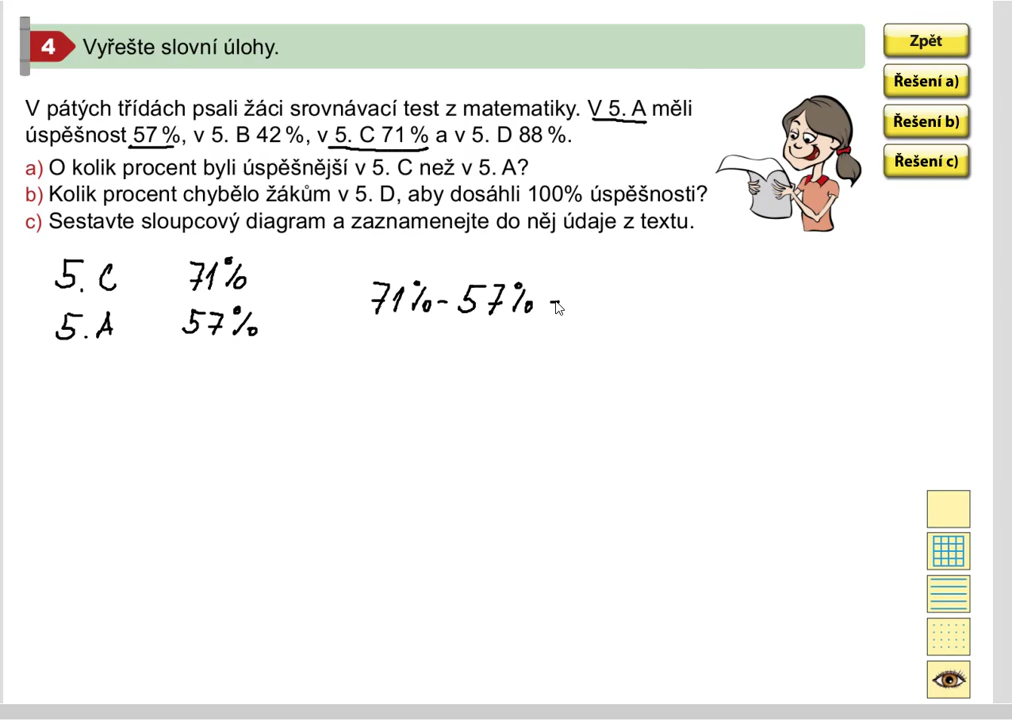 4 Vyřešte slovní úlohy.
Zpět
Řešení a)
Řešení b)
Řešení c)
V pátých třídách psali žáci srovnávací test z matematiky. V 5. A měli
úspěšnost 57 %, v 5. B 42 %, v 5. C 71 % a v 5. D 88 %.
a) O kolik procent byli úspěšnější v 5. C než v 5. A?
b) Kolik procent chybělo žákům v 5. D, aby dosáhli 100% úspěšnosti?
c) Sestavte sloupcový diagram a zaznamenejte do něj údaje z textu.
5. C 71%
5. A 57%
71% - 57% -